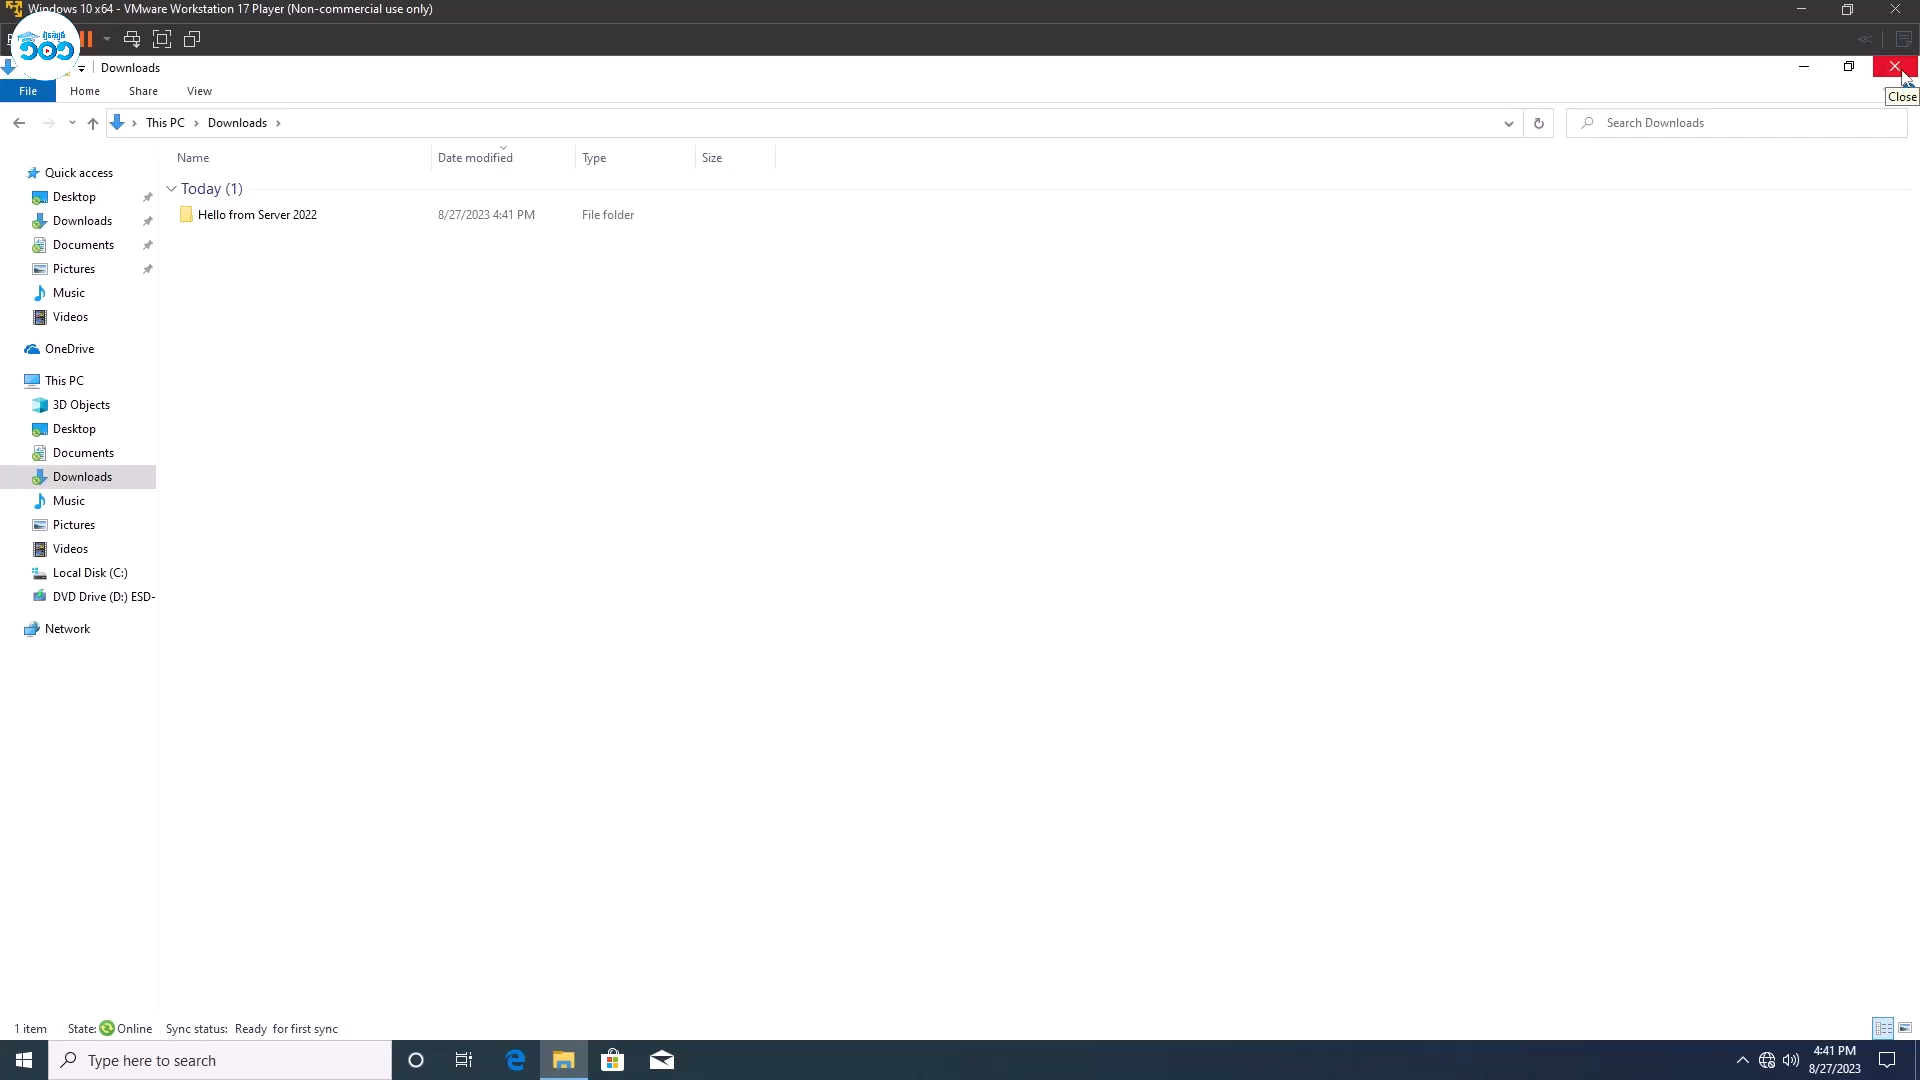 Windows 10 x64 - VMware Workstation 17 Player (Non-commercial use only)
Downloads
File
Home
Share
View
Close
This PC
Downloads
Search Downloads
Name
Date modified
Type
Size
Today (1)
Hello from Server 2022
8/27/2023 4:41 PM
File folder
Quick access
Desktop
Downloads
Documents
Pictures
Music
Videos
OneDrive
This PC
3D Objects
Desktop
Documents
Downloads
Music
Pictures
Videos
Local Disk (C:)
DVD Drive (D:) ESD-
Network
1 item
State: Online
Sync status: Ready for first sync
Type here to search
4:41 PM
8/27/2023